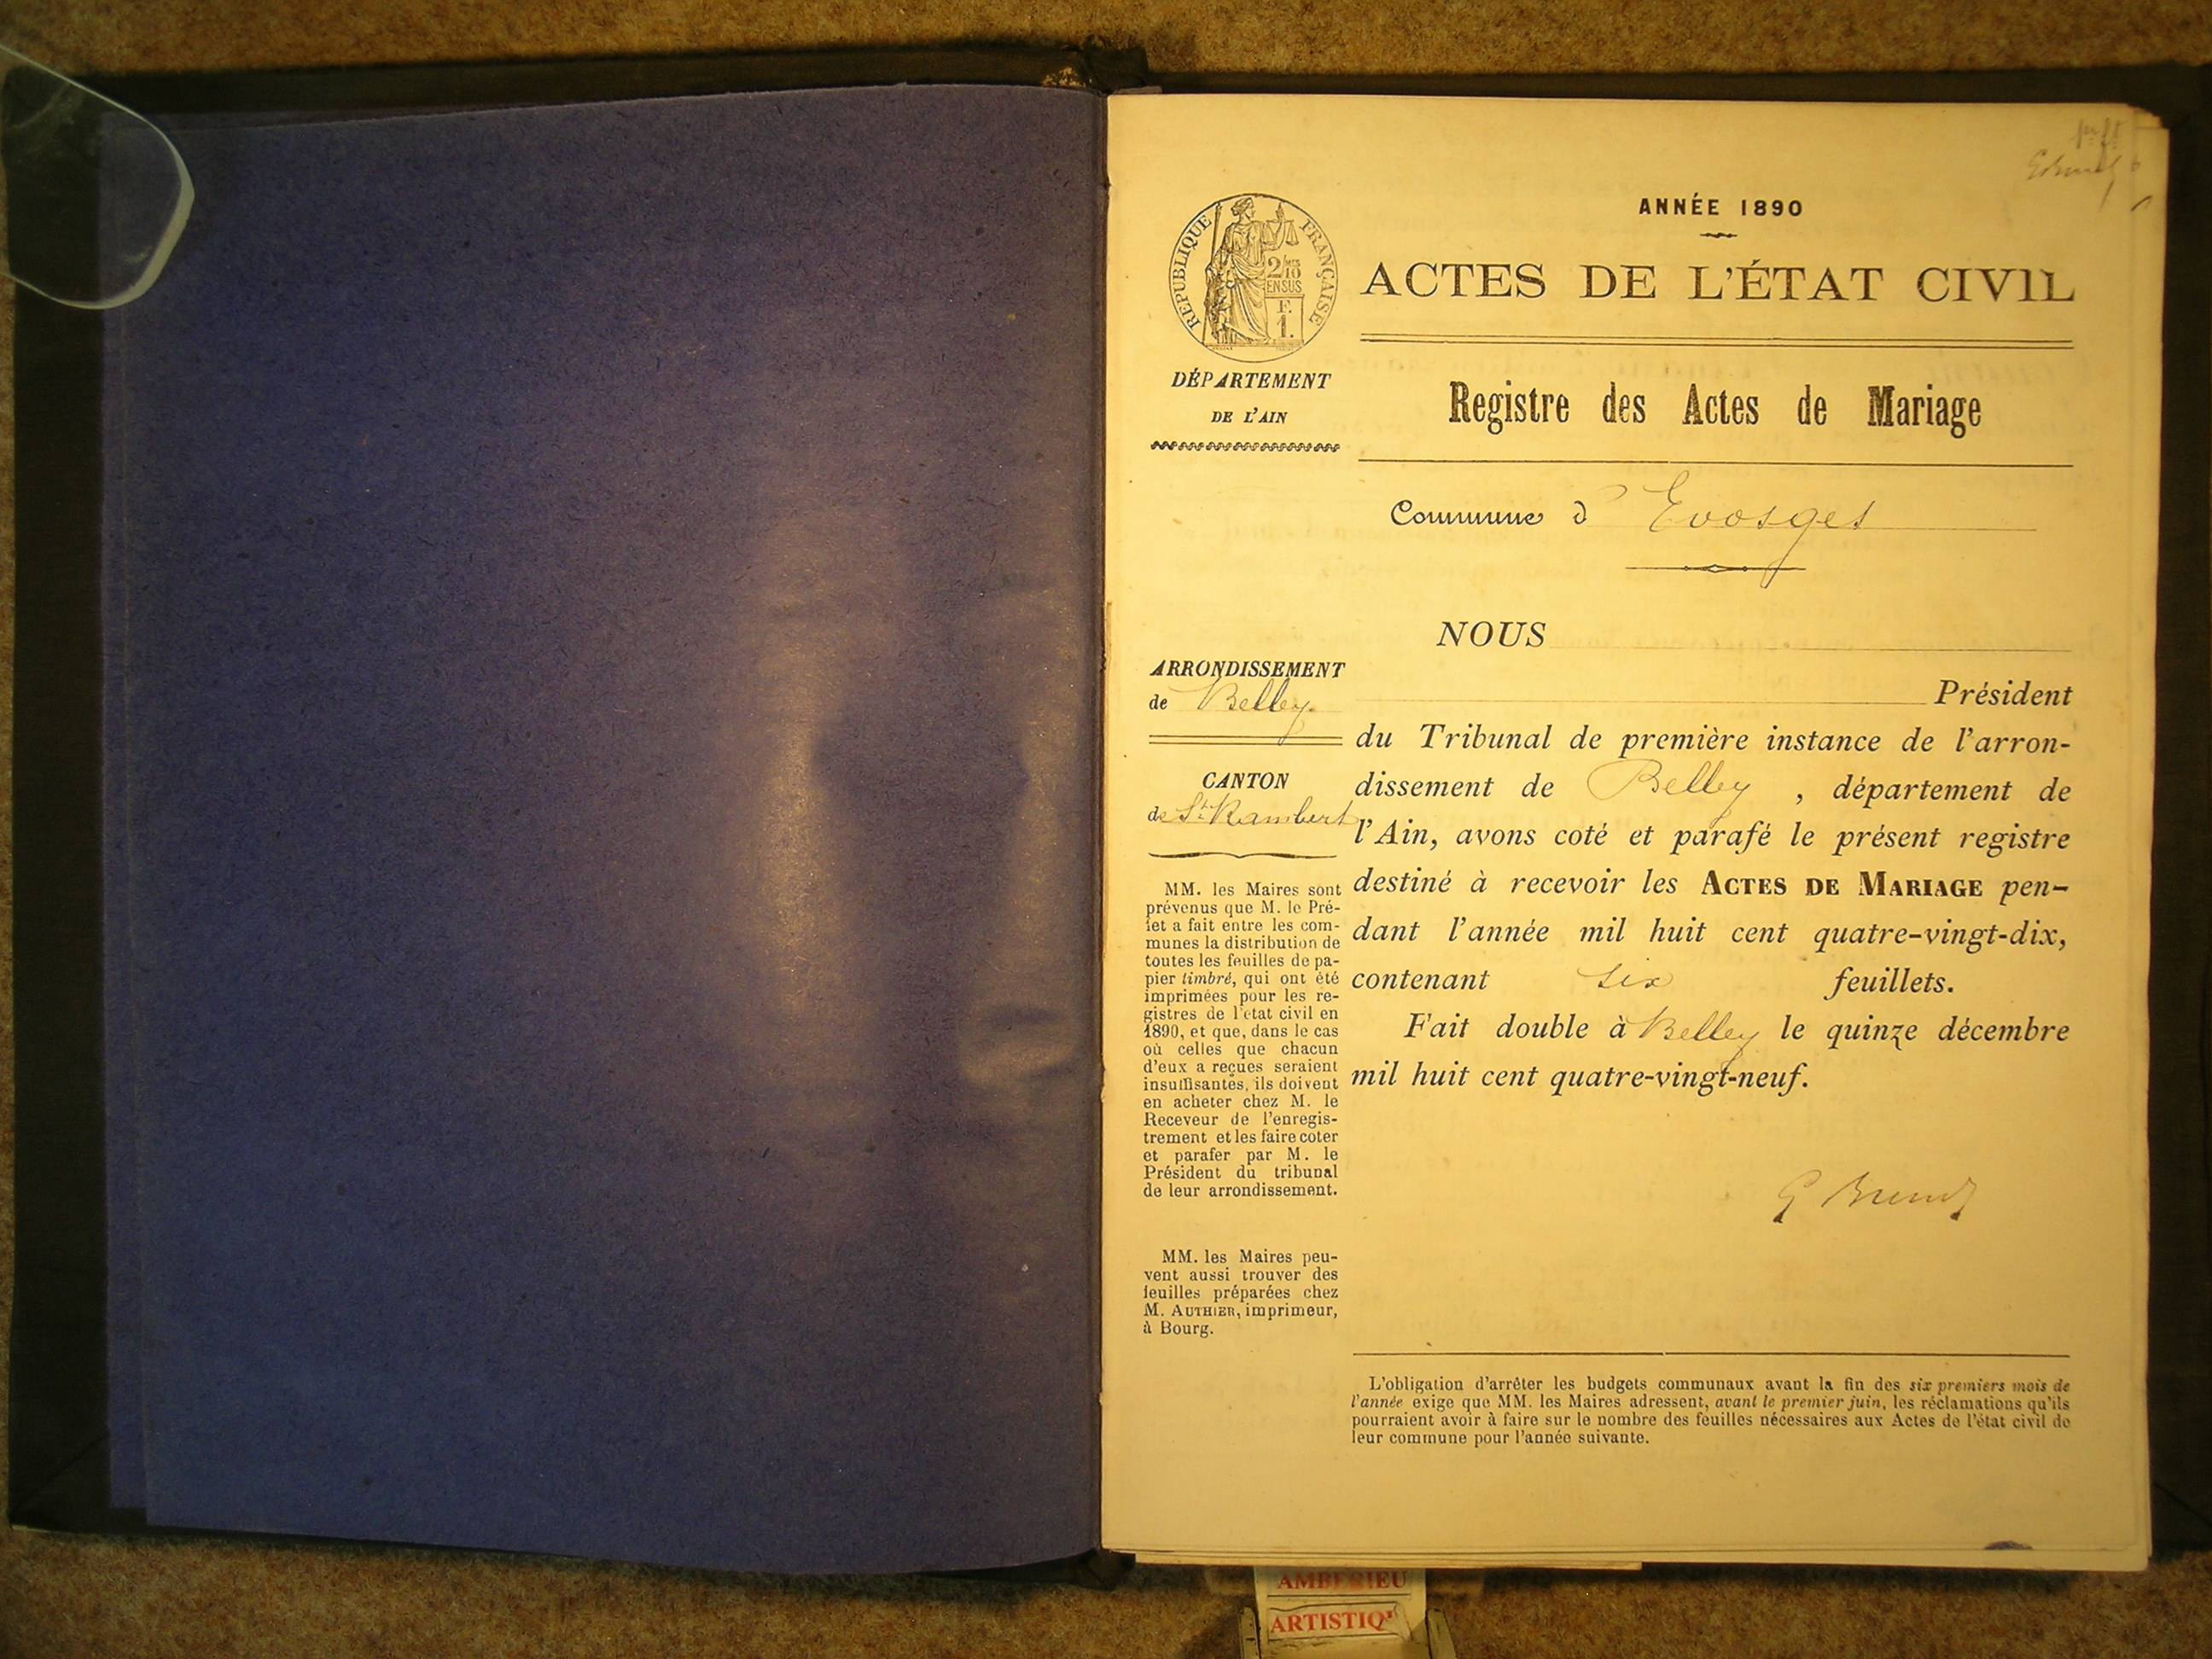 ANNÉE 1890
RÉPUBLIQUE FRANÇAISE
2/10
EN SUS
F.
1.
ACTES DE L'ÉTAT CIVIL
DÉPARTEMENT
DE L'AIN
Registre des Actes de Mariage
Commune d Evosges
NOUS
ARRONDISSEMENT
de Belley.
CANTON
de St Rambert
Président
du Tribunal de première instance de l'arron-
dissement de Belley , département de
l'Ain, avons coté et parafé le présent registre
destiné à recevoir les ACTES DE MARIAGE pen-
dant l'année mil huit cent quatre-vingt-dix,
contenant six feuillets.
Fait double à Belley le quinze décembre
mil huit cent quatre-vingt-neuf.
MM. les Maires sont
prévenus que M. le Pré-
fet a fait entre les com-
munes la distribution de
toutes les feuilles de pa-
pier timbré, qui ont été
imprimées pour les re-
gistres de l'état civil en
1890, et que, dans le cas
où celles que chacun
d'eux a reçues seraient
insuffisantes, ils doivent
en acheter chez M. le
Receveur de l'enregis-
trement et les faire coter
et parafer par M. le
Président du tribunal
de leur arrondissement.
MM. les Maires peu-
vent aussi trouver des
feuilles préparées chez
M. AUTHIER, imprimeur,
à Bourg.
L'obligation d'arrêter les budgets communaux avant la fin des six premiers mois de
l'année exige que MM. les Maires adressent, avant le premier juin, les réclamations qu'ils
pourraient avoir à faire sur le nombre des feuilles nécessaires aux Actes de l'état civil de
leur commune pour l'année suivante.
AMBERIEU
ARTISTIQ